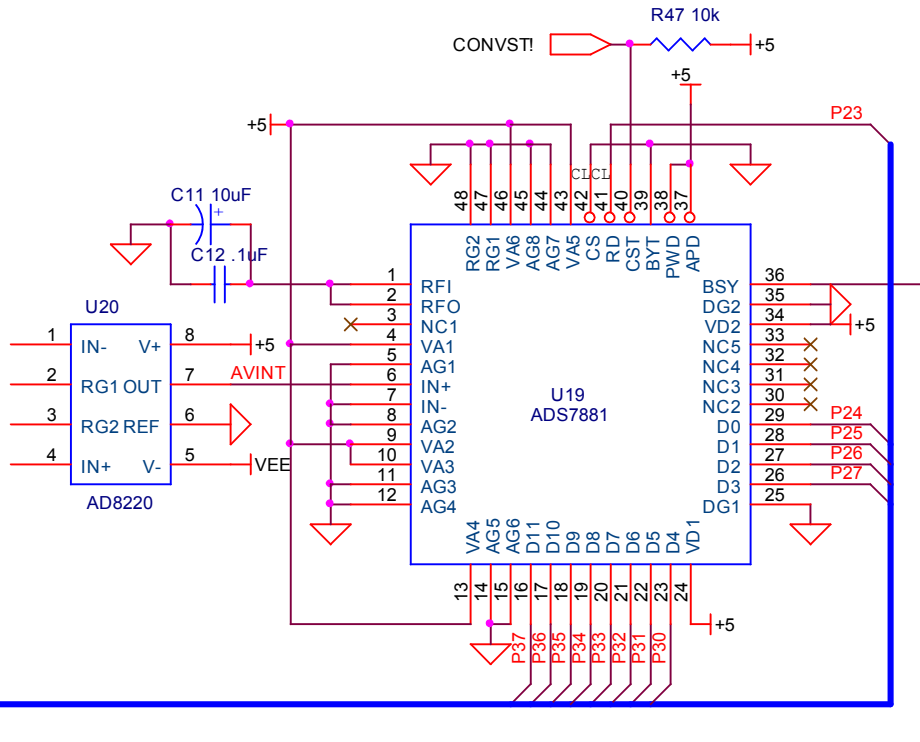 R47 10k
CONVST!
+5
+5
P23
+5
CLCL
48 47 46 45 44 43 42 41 40 39 38 37
RG2 RG1 VA6 AG8 AG7 VA5 CS RD CST BYT PWD APD
C11 10uF
+
C12 .1uF
1 RFI
2 RFO
3 NC1
4 VA1
5 AG1
6 IN+
7 IN-
8 AG2
9 VA2
10 VA3
11 AG3
12 AG4
BSY 36
DG2 35
VD2 34
+5
NC5 33
NC4 32
NC3 31
NC2 30
D0 29 P24
D1 28 P25
D2 27 P26
D3 26 P27
DG1 25
U19
ADS7881
U20
1 IN- V+ 8 +5
2 RG1 OUT 7 AVINT
3 RG2 REF 6
4 IN+ V- 5 VEE
AD8220
VA4 AG5 AG6 D11 D10 D9 D8 D7 D6 D5 D4 VD1
13 14 15 16 17 18 19 20 21 22 23 24
+5
P37 P36 P35 P34 P33 P32 P31 P30